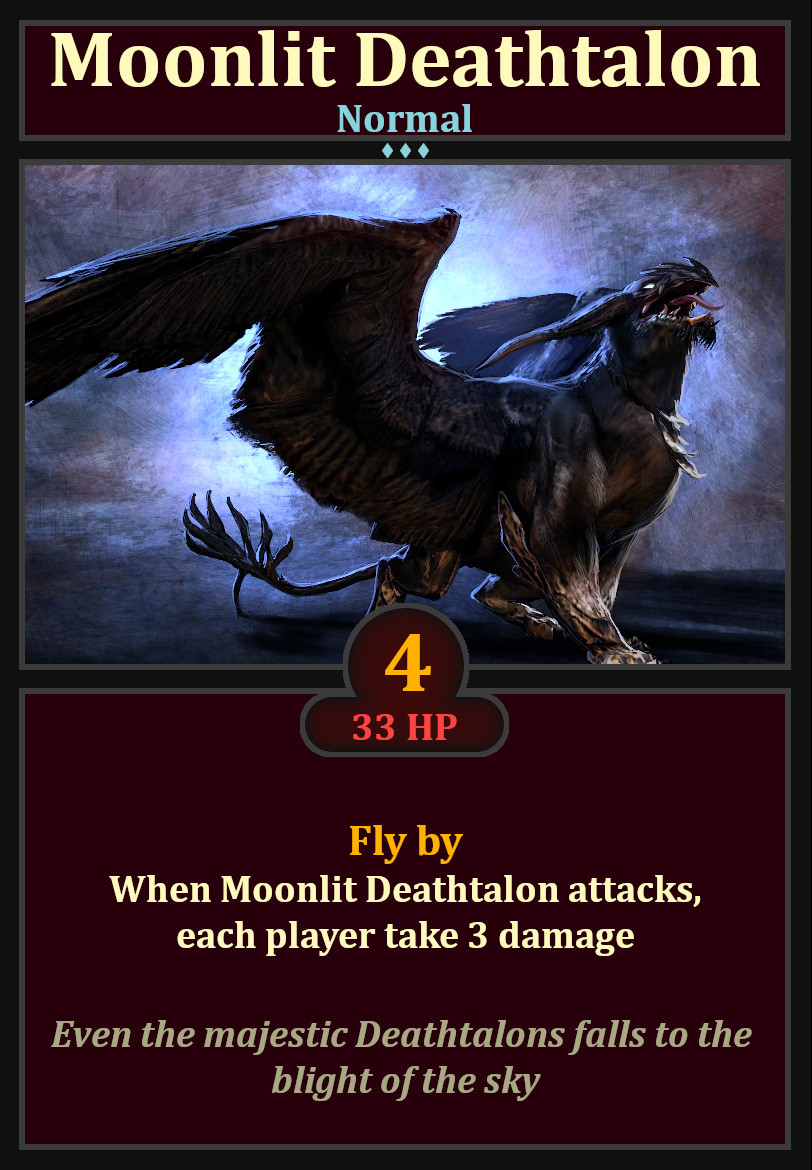 Moonlit Deathtalon
Normal
4
33 HP
Fly by
When Moonlit Deathtalon attacks,
each player take 3 damage
Even the majestic Deathtalons falls to the
blight of the sky